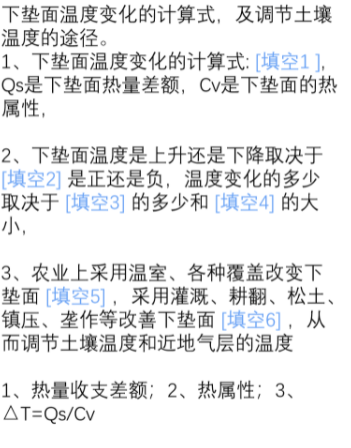 下垫面温度变化的计算式，及调节土壤
温度的途径。
1、下垫面温度变化的计算式: [填空1 ],
Qs是下垫面热量差额，Cv是下垫面的热
属性，
2、下垫面温度是上升还是下降取决于
[填空2] 是正还是负，温度变化的多少
取决于 [填空3] 的多少和 [填空4] 的大
小，
3、农业上采用温室、各种覆盖改变下
垫面 [填空5] ，采用灌溉、耕翻、松土、
镇压、垄作等改善下垫面 [填空6] ，从
而调节土壤温度和近地气层的温度
1、热量收支差额；2、热属性；3、
△T=Qs/Cv